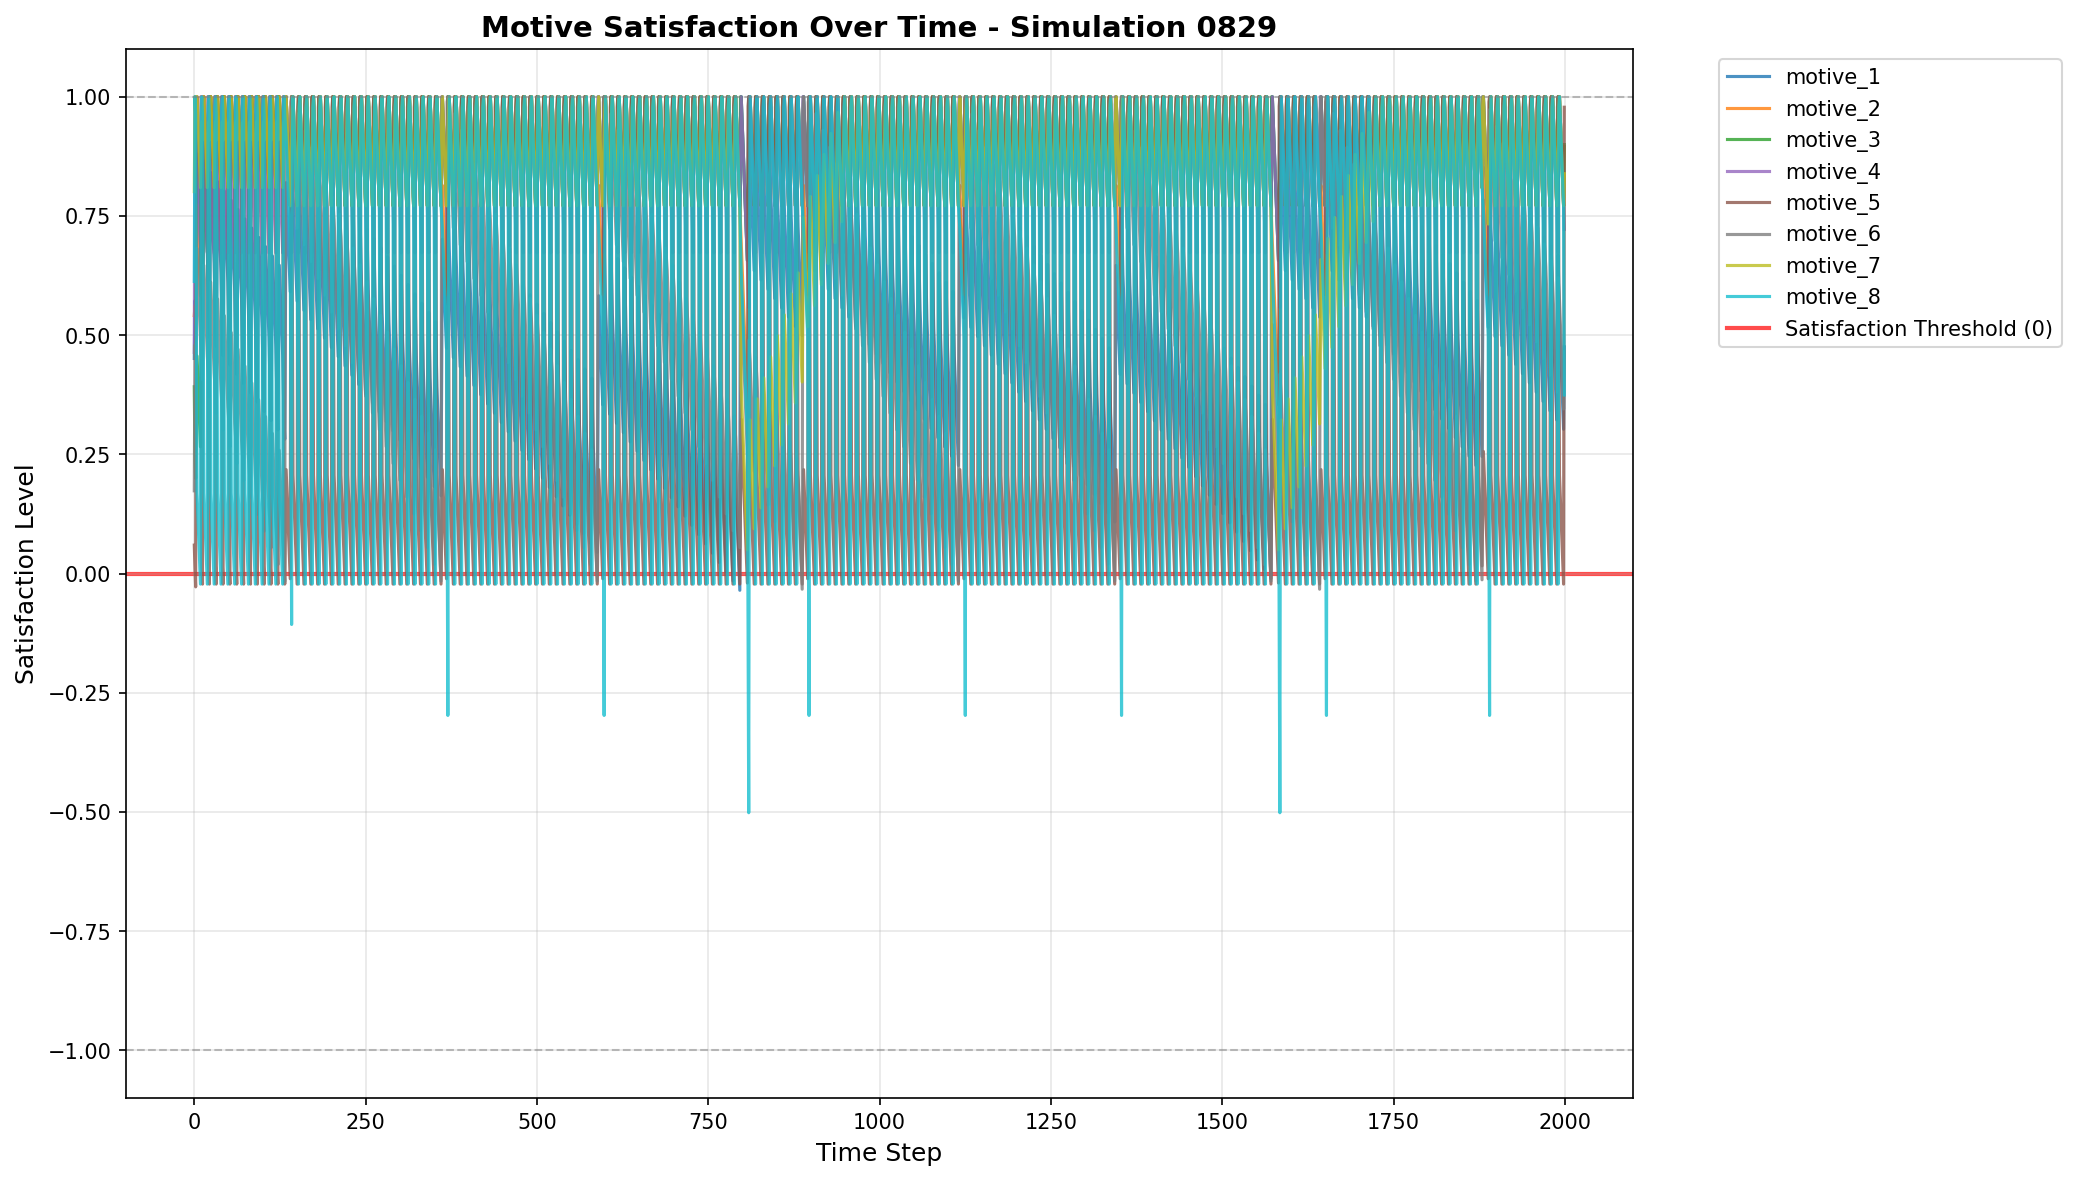 Motive Satisfaction Over Time - Simulation 0829
1.00
0.75
0.50
0.25
0.00
−0.25
−0.50
−0.75
−1.00
Satisfaction Level
0
250
500
750
1000
1250
1500
1750
2000
Time Step
motive_1
motive_2
motive_3
motive_4
motive_5
motive_6
motive_7
motive_8
Satisfaction Threshold (0)